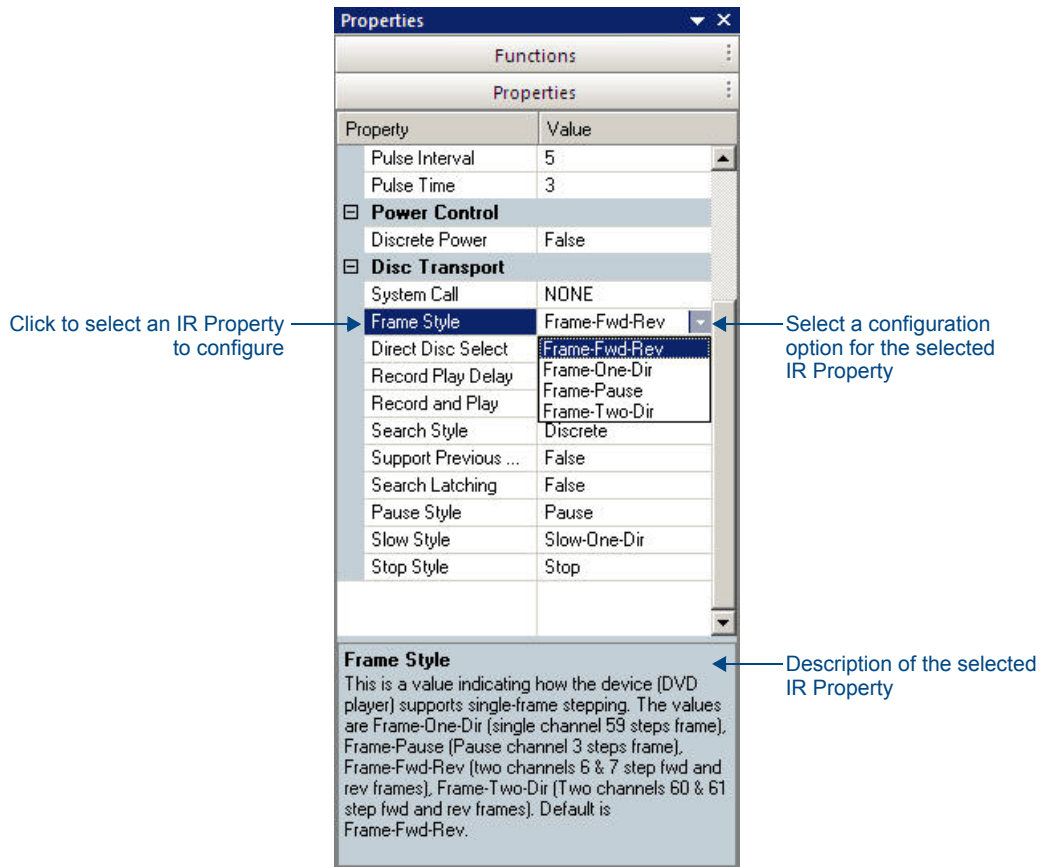 Properties
Functions
Properties
Property Value
Pulse Interval 5
Pulse Time 3
Power Control
Discrete Power False
Disc Transport
System Call NONE
Click to select an IR Property
to configure
Frame Style Frame-Fwd-Rev
Select a configuration
option for the selected
IR Property
Direct Disc Select Frame-Fwd-Rev
Record Play Delay Frame-One-Dir
Frame-Pause
Record and Play Frame-Two-Dir
Search Style Discrete
Support Previous ... False
Search Latching False
Pause Style Pause
Slow Style Slow-One-Dir
Stop Style Stop
Frame Style
This is a value indicating how the device (DVD
player) supports single-frame stepping. The values
are Frame-One-Dir (single channel 59 steps frame),
Frame-Pause (Pause channel 3 steps frame),
Frame-Fwd-Rev (two channels 6 & 7 step fwd and
rev frames), Frame-Two-Dir (Two channels 60 & 61
step fwd and rev frames). Default is
Frame-Fwd-Rev.
Description of the selected
IR Property